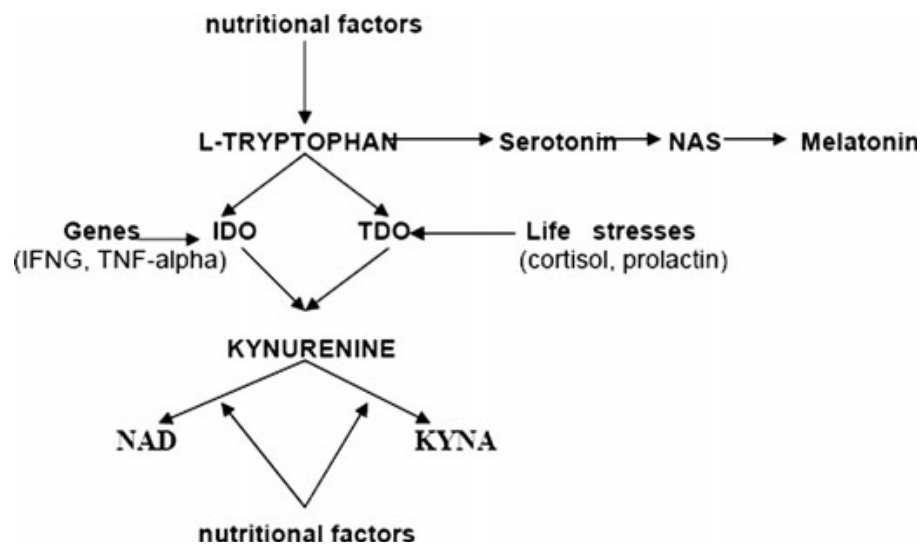 nutritional factors
L-TRYPTOPHAN Serotonin NAS Melatonin
Genes IDO TDO Life stresses
(IFNG, TNF-alpha) (cortisol, prolactin)
KYNURENINE
NAD KYNA
nutritional factors